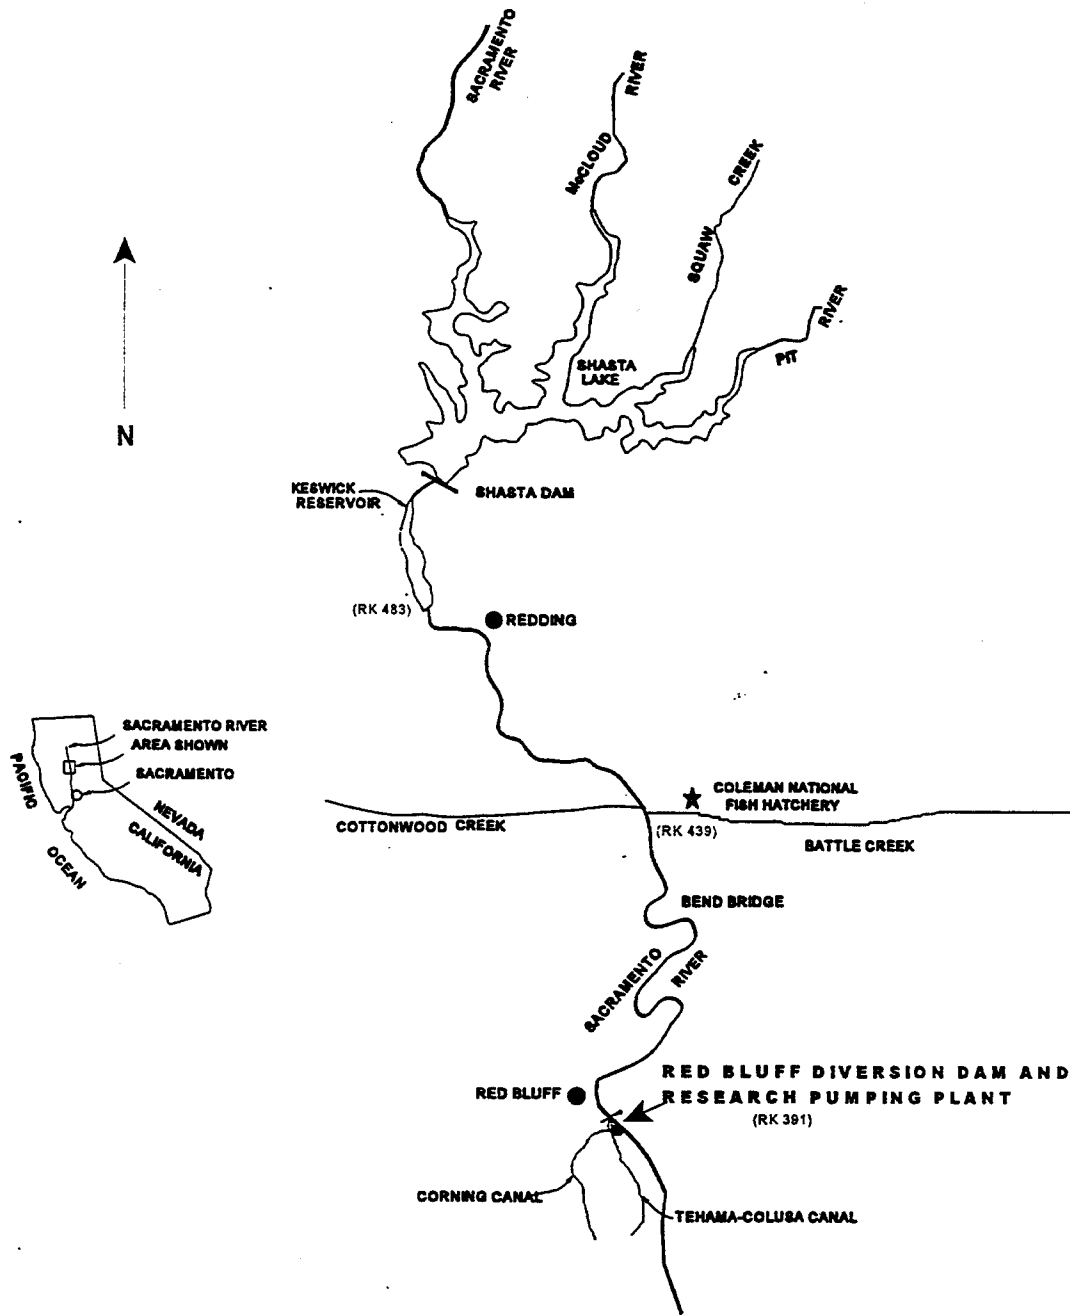 SACRAMENTO
RIVER
McCLOUD RIVER
SQUAW CREEK
PIT RIVER
SHASTA
LAKE
N
KESWICK
RESERVOIR
SHASTA DAM
(RK 483)
REDDING
SACRAMENTO RIVER
AREA SHOWN
SACRAMENTO
PACIFIC
OCEAN
NEVADA
CALIFORNIA
COLEMAN NATIONAL
FISH HATCHERY
COTTONWOOD CREEK
(RK 439)
BATTLE CREEK
BEND BRIDGE
SACRAMENTO
RIVER
RED BLUFF
RED BLUFF DIVERSION DAM AND
RESEARCH PUMPING PLANT
(RK 391)
CORNING CANAL
TEHAMA-COLUSA CANAL